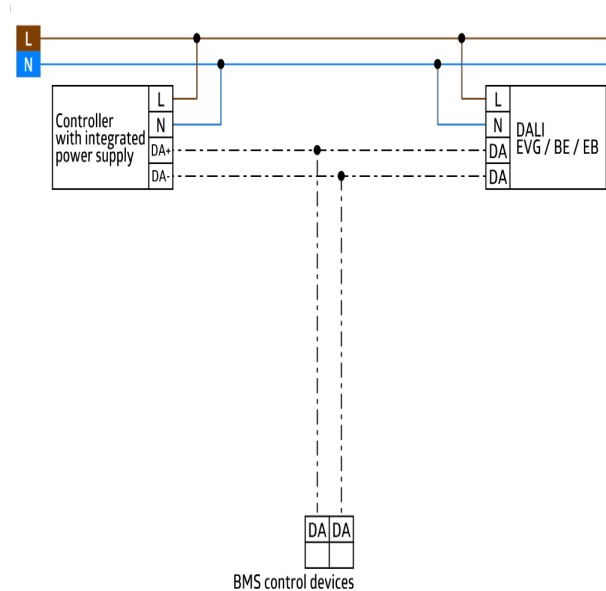 L
N
Controller
with integrated
power supply
L
N
DA+
DA-
L
N
DA
DA
DALI
EVG / BE / EB
DA DA
BMS control devices